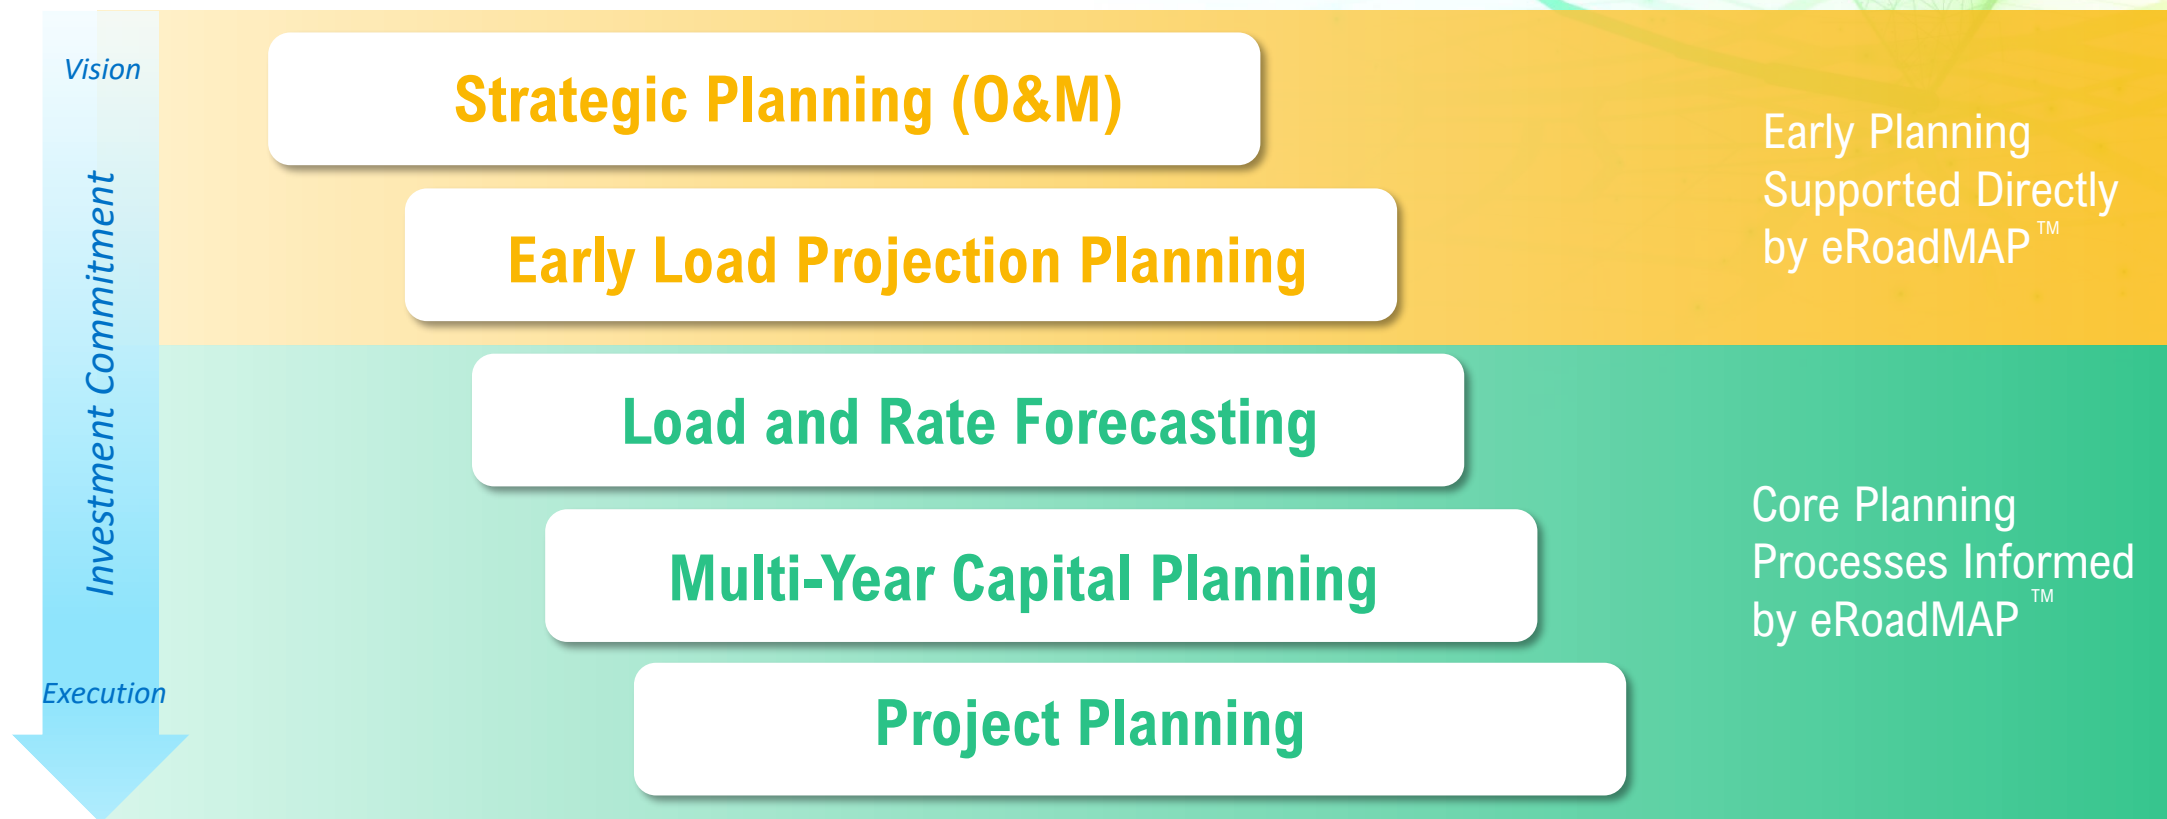 Vision
Investment Commitment
Execution
Strategic Planning (O&M)
Early Load Projection Planning
Early Planning
Supported Directly
by eRoadMAP™
Load and Rate Forecasting
Multi-Year Capital Planning
Project Planning
Core Planning
Processes Informed
by eRoadMAP™